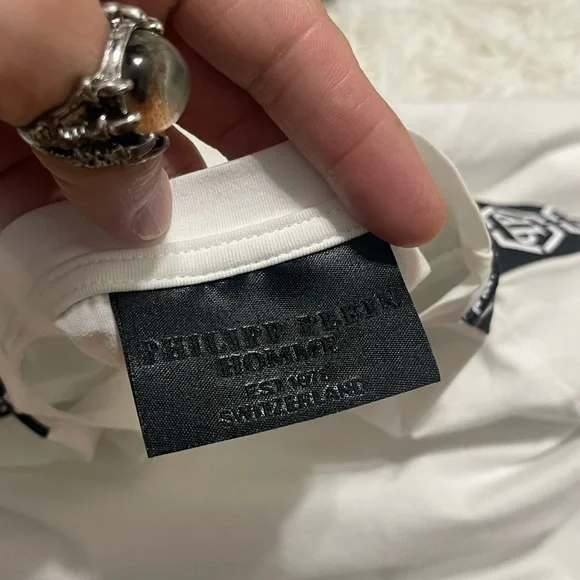 PHILIPP PLEIN
HOMME
EST 1978
SWITZERLAND